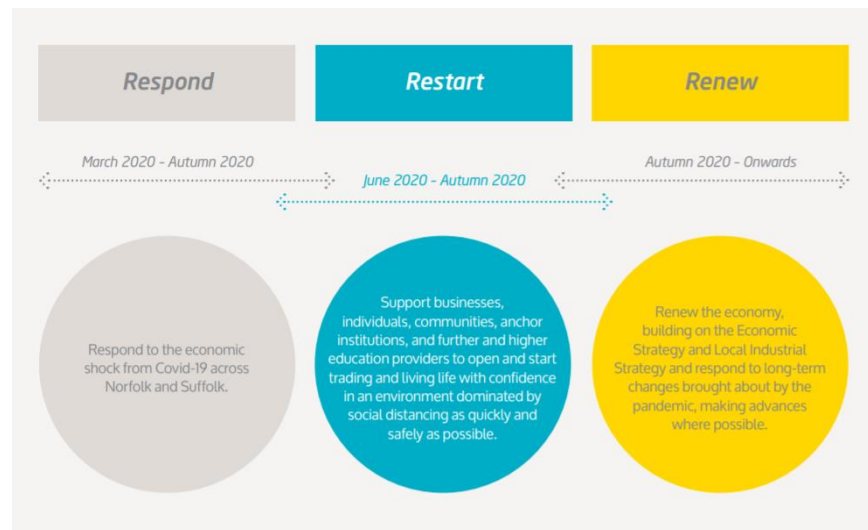 Respond
Restart
Renew
March 2020 - Autumn 2020
June 2020 - Autumn 2020
Autumn 2020 - Onwards
Respond to the economic
shock from Covid-19 across
Norfolk and Suffolk.
Support businesses,
individuals, communities, anchor
institutions, and further and higher
education providers to open and start
trading and living life with confidence
in an environment dominated by
social distancing as quickly and
safely as possible.
Renew the economy,
building on the Economic
Strategy and Local Industrial
Strategy and respond to long-term
changes brought about by the
pandemic, making advances
where possible.